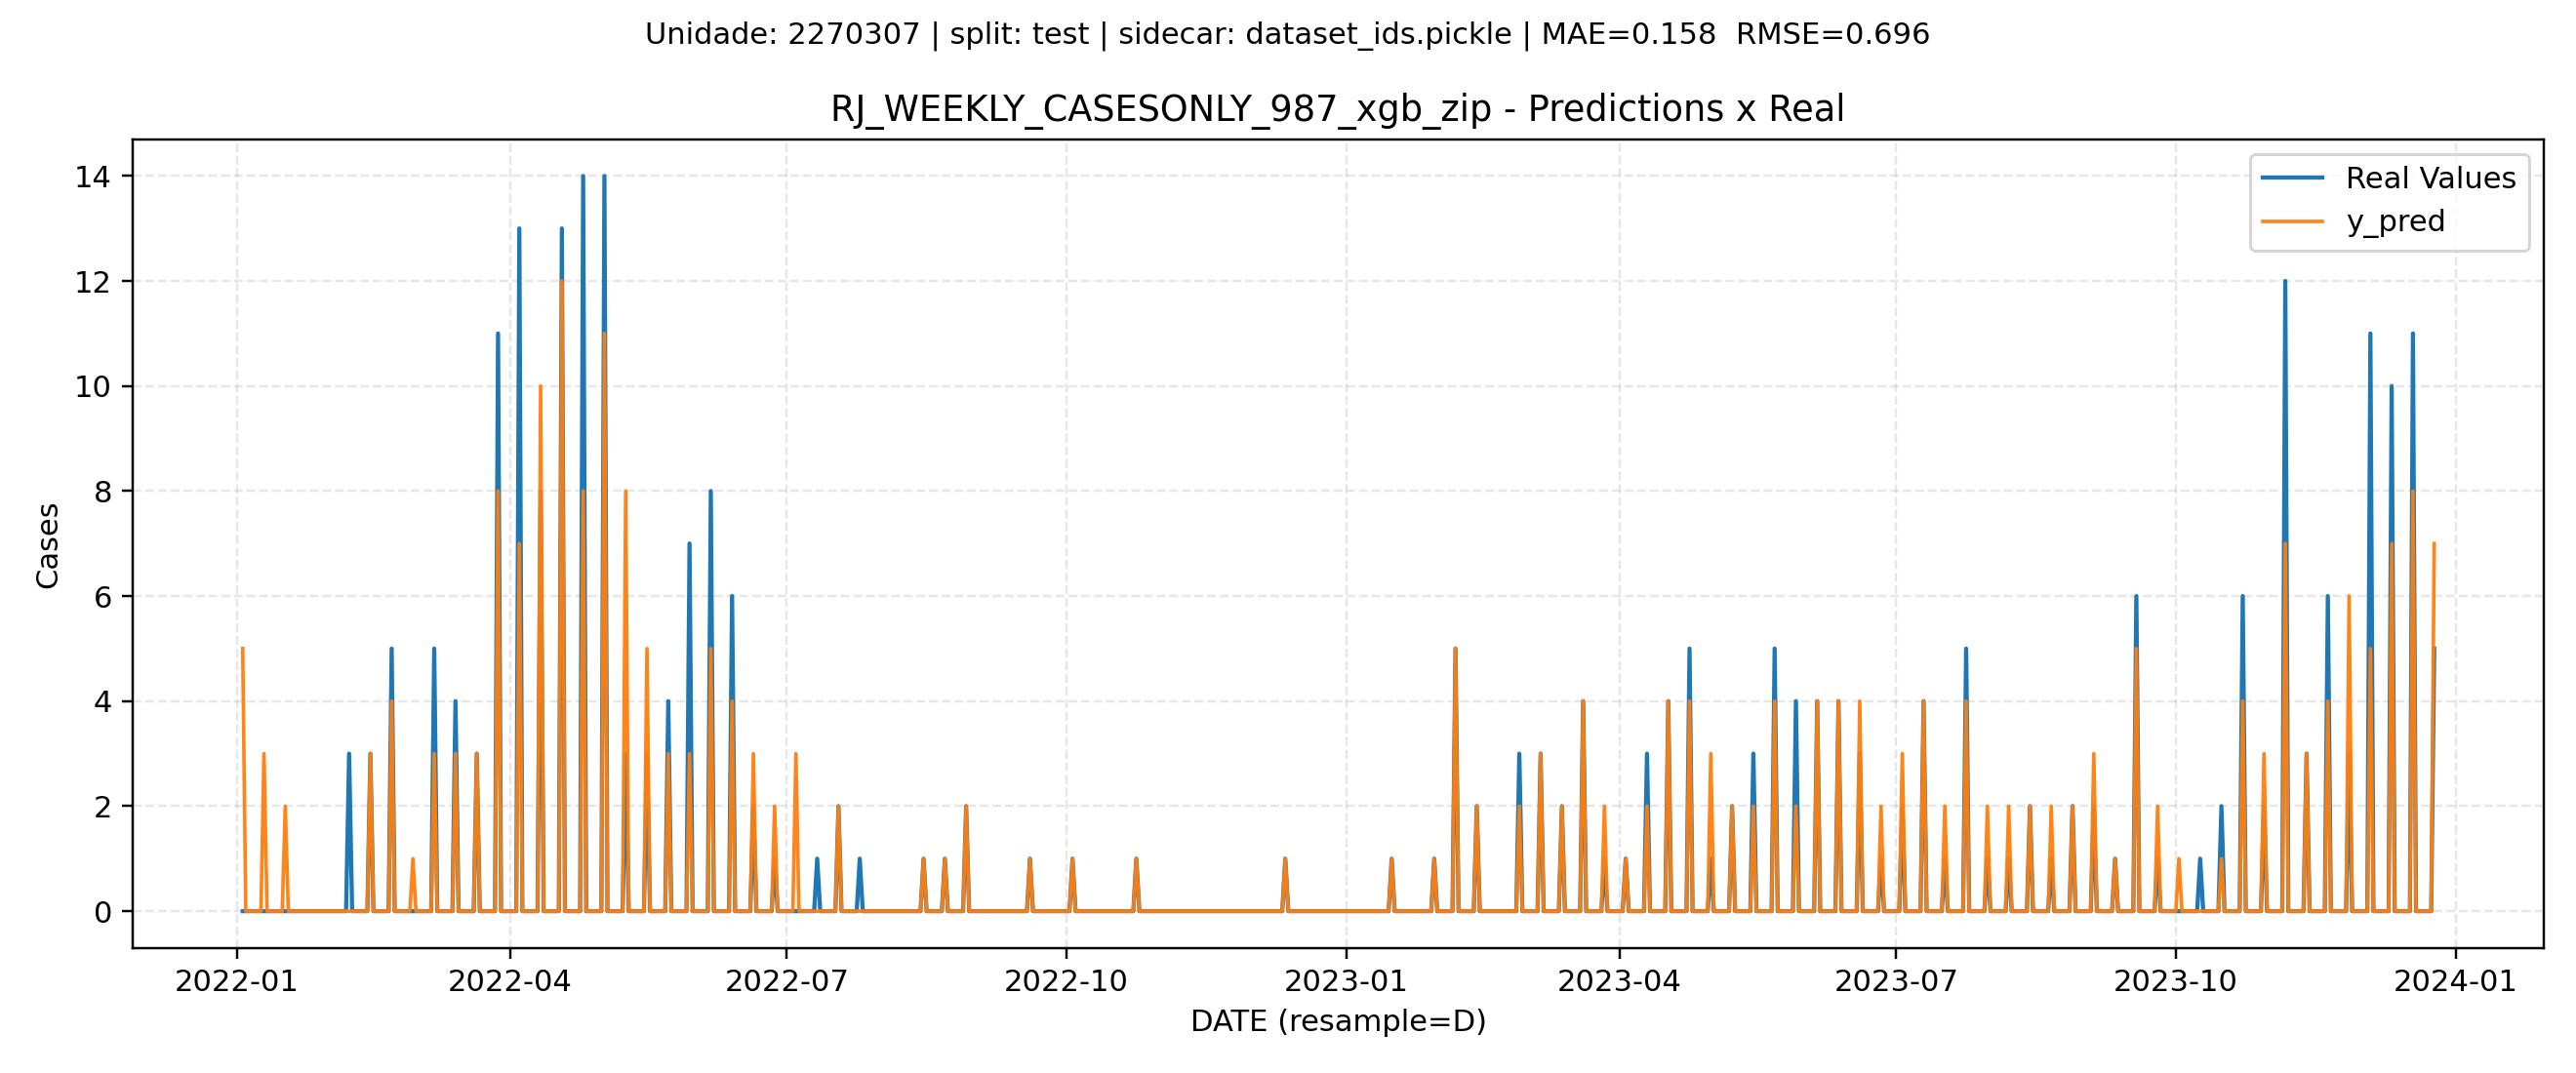 Unidade: 2270307 | split: test | sidecar: dataset_ids.pickle | MAE=0.158  RMSE=0.696
RJ_WEEKLY_CASESONLY_987_xgb_zip - Predictions x Real
Real Values
y_pred
14
12
10
8
6
4
2
0
Cases
2022-01
2022-04
2022-07
2022-10
2023-01
2023-04
2023-07
2023-10
2024-01
DATE (resample=D)